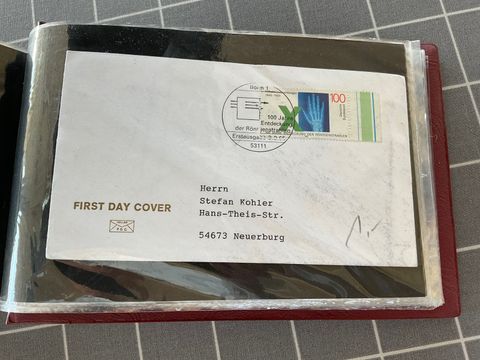 Bonn 1
100
100 Jahre
Entdeckung
der Röntgenstrahlen
Erstausgabe
53111
FIRST DAY COVER
Herrn
Stefan Kohler
Hans-Theis-Str.
54673 Neuerburg